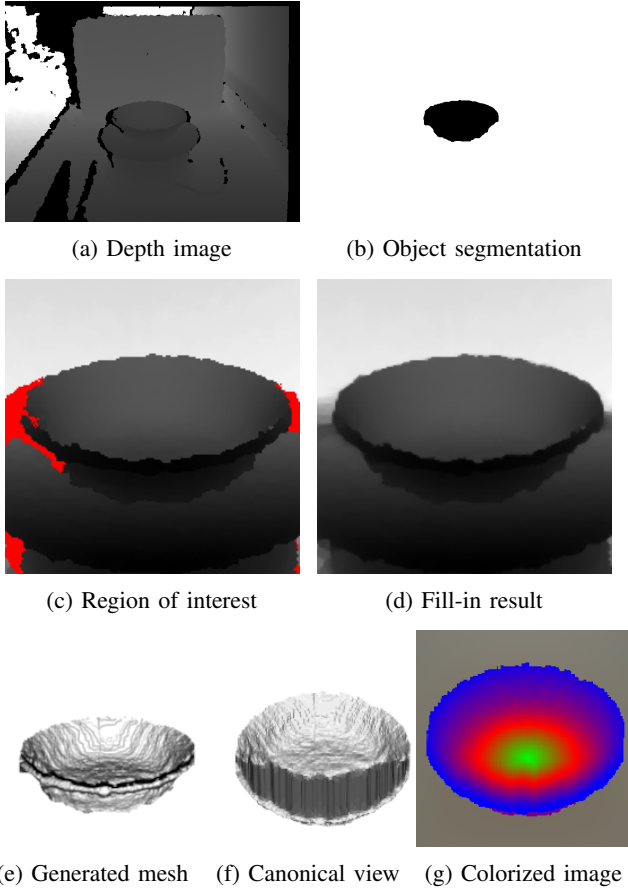 (a) Depth image
(b) Object segmentation
(c) Region of interest
(d) Fill-in result
(e) Generated mesh
(f) Canonical view
(g) Colorized image